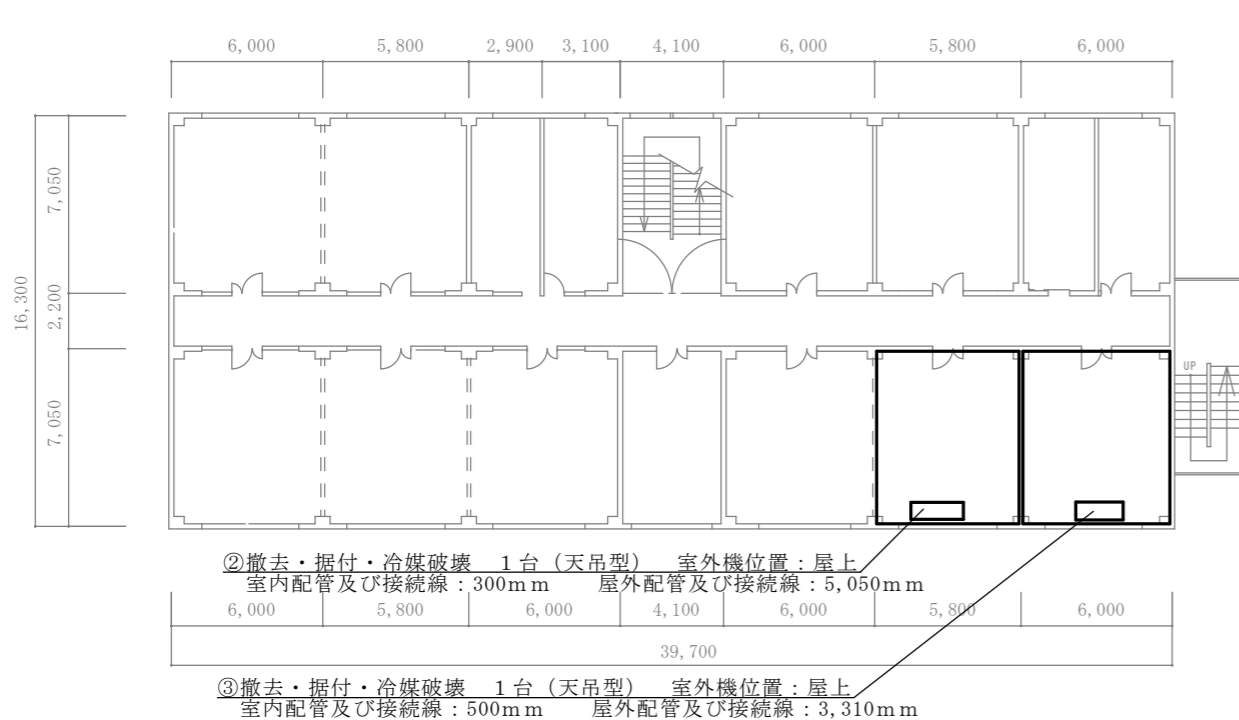 6,000 5,800 2,900 3,100 4,100 6,000 5,800 6,000
7,050
16,300
2,200
7,050
UP
②撤去・据付・冷媒破壊 1台（天吊型） 室外機位置：屋上
室内配管及び接続線：300mm 屋外配管及び接続線：5,050mm
6,000 5,800 6,000 4,100 6,000 5,800 6,000
39,700
③撤去・据付・冷媒破壊 1台（天吊型） 室外機位置：屋上
室内配管及び接続線：500mm 屋外配管及び接続線：3,310mm